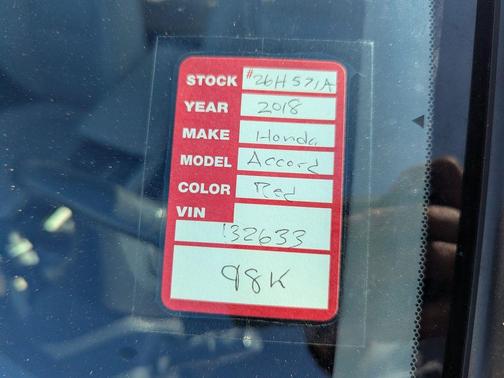 STOCK #26H571A
YEAR 2018
MAKE Honda
MODEL Accord
COLOR Red
VIN
132633
98K